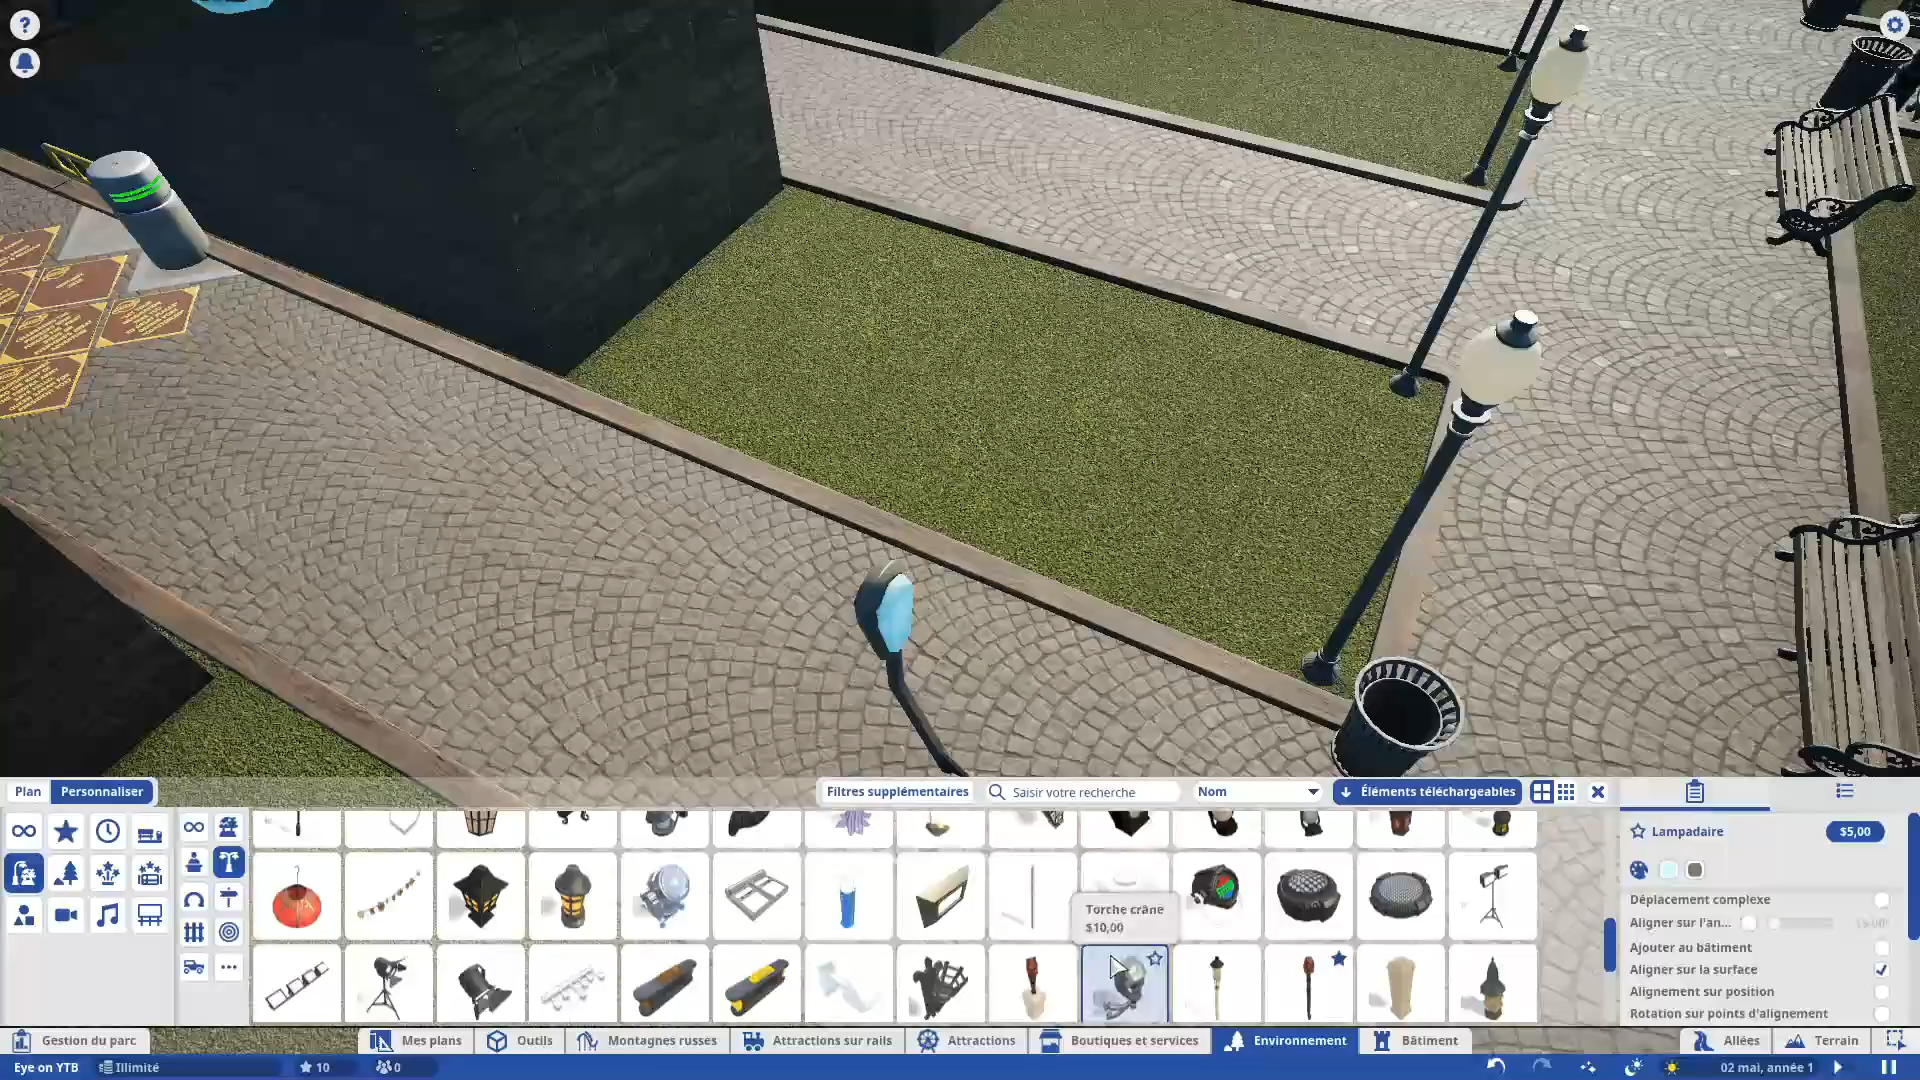 Plan
Personnaliser
Filtres supplémentaires
Saisir votre recherche
Nom
Éléments téléchargeables
Lampadaire
$5,00
Déplacement complexe
Aligner sur l'an...
Ajouter au bâtiment
Aligner sur la surface
Alignement sur position
Rotation sur points d'alignement
Torche crâne
$10,00
Gestion du parc
Mes plans
Outils
Montagnes russes
Attractions sur rails
Attractions
Boutiques et services
Environnement
Bâtiment
Allées
Terrain
Eye on YTB
Illimité
10
0
02 mai, année 1